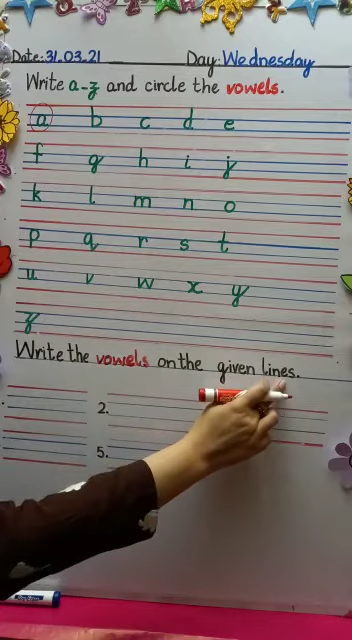 Date: 31.03.21 Day: Wednesday
Write a-z and circle the vowels.
a b c d e
f g h i j
k l m n o
p q r s t
u v w x y
z
Write the vowels on the given lines.
2.
5.